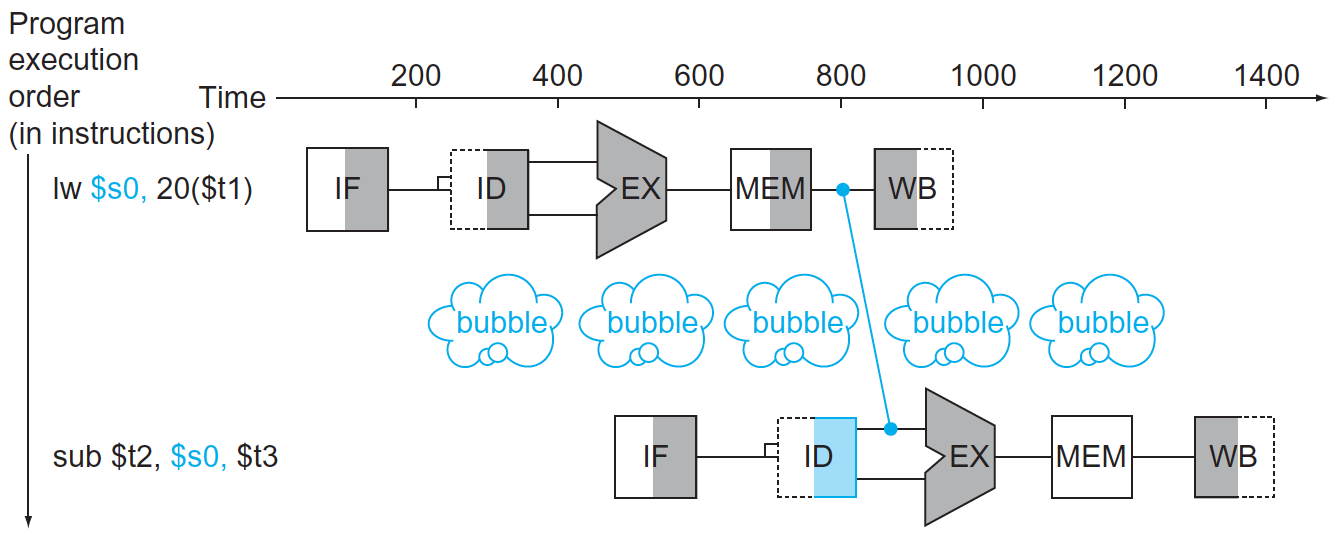 Program
execution
order
(in instructions)
Time
200 400 600 800 1000 1200 1400
lw $s0, 20($t1)
IF ID EX MEM WB
bubble bubble bubble bubble bubble
sub $t2, $s0, $t3
IF ID EX MEM WB